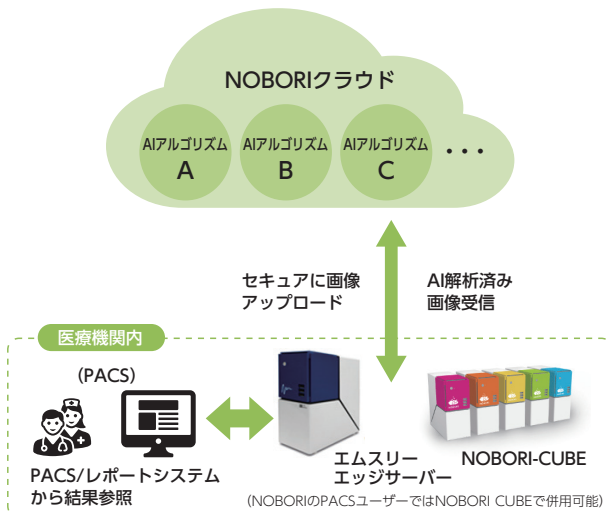 NOBORIクラウド
AIアルゴリズム
A
AIアルゴリズム
B
AIアルゴリズム
C
・・・
セキュアに画像
アップロード
AI解析済み
画像受信
医療機関内
(PACS)
PACS/レポートシステム
から結果参照
エムスリー
エッジサーバー
NOBORI-CUBE
(NOBORIのPACSユーザーではNOBORI CUBEで併用可能)